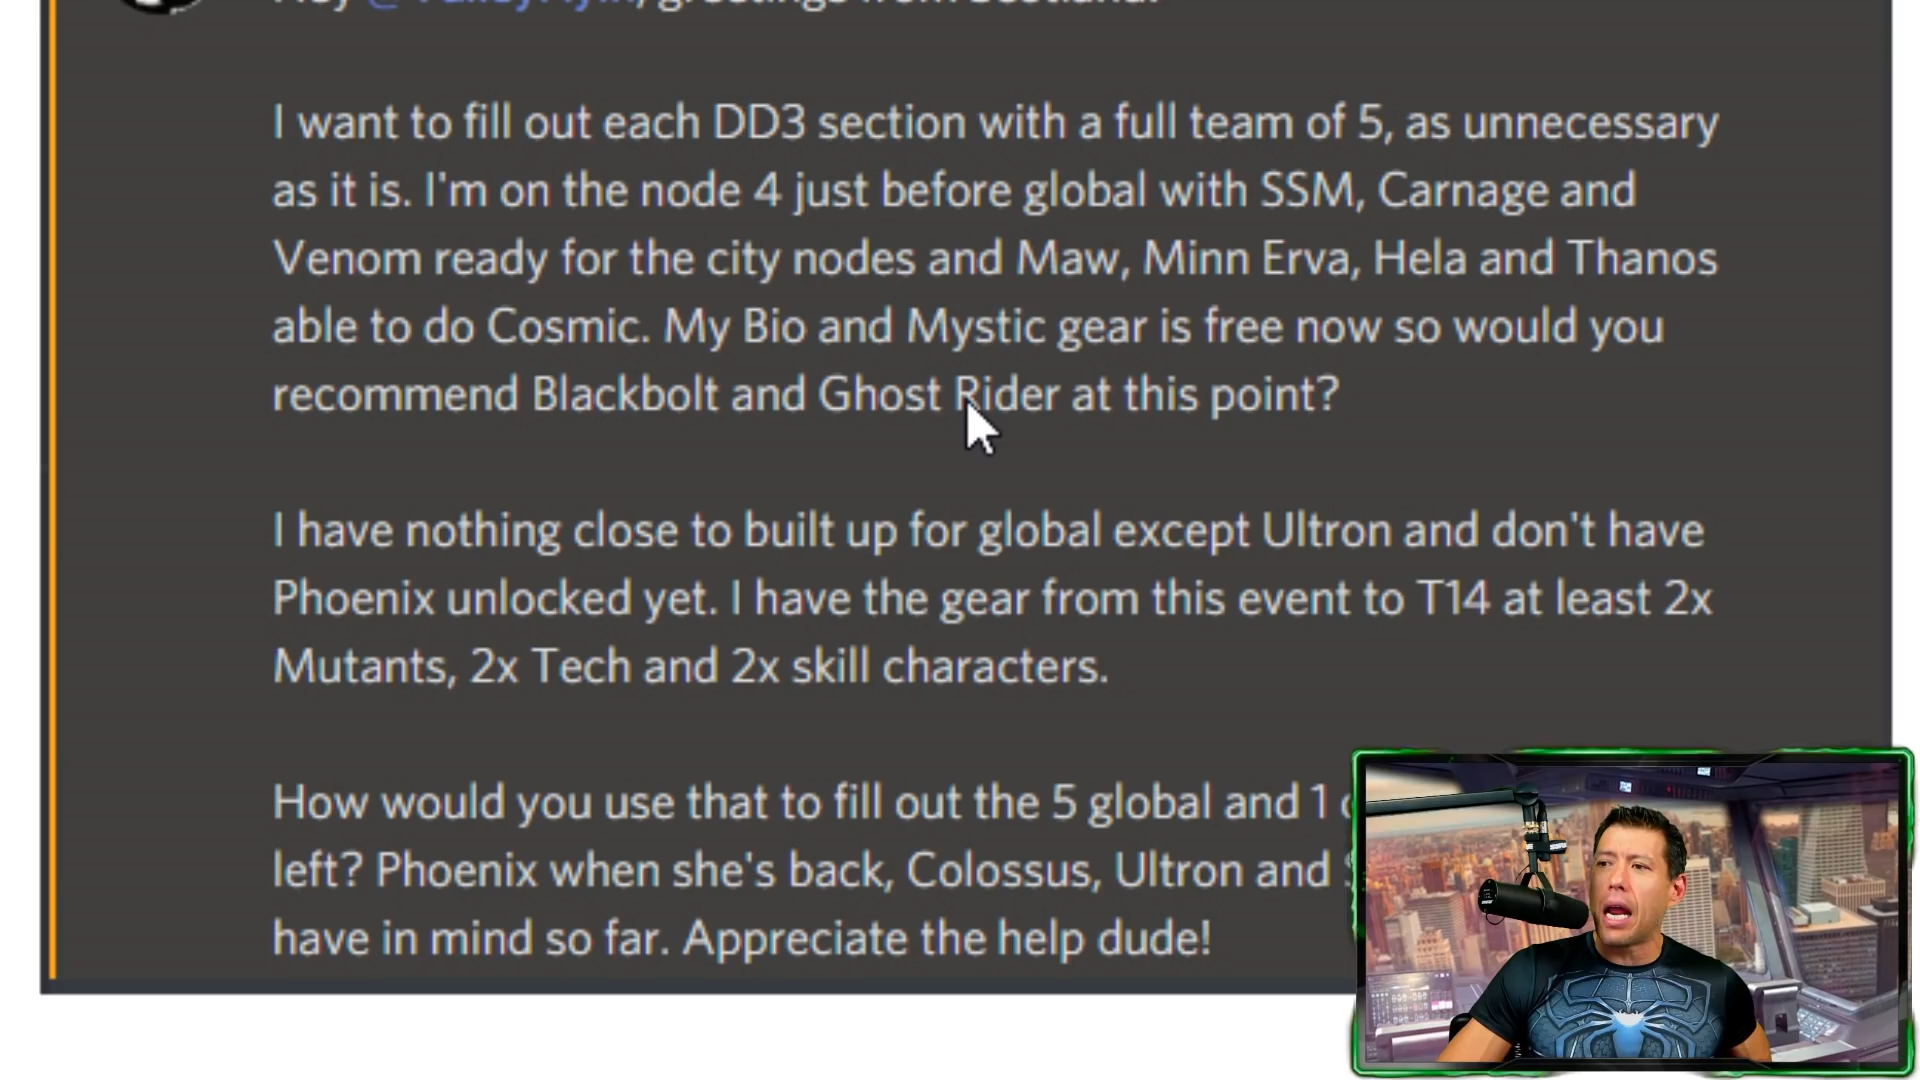 I want to fill out each DD3 section with a full team of 5, as unnecessary
as it is. I'm on the node 4 just before global with SSM, Carnage and
Venom ready for the city nodes and Maw, Minn Erva, Hela and Thanos
able to do Cosmic. My Bio and Mystic gear is free now so would you
recommend Blackbolt and Ghost Rider at this point?
I have nothing close to built up for global except Ultron and don't have
Phoenix unlocked yet. I have the gear from this event to T14 at least 2x
Mutants, 2x Tech and 2x skill characters.
How would you use that to fill out the 5 global and 1
left? Phoenix when she's back, Colossus, Ultron and
have in mind so far. Appreciate the help dude!